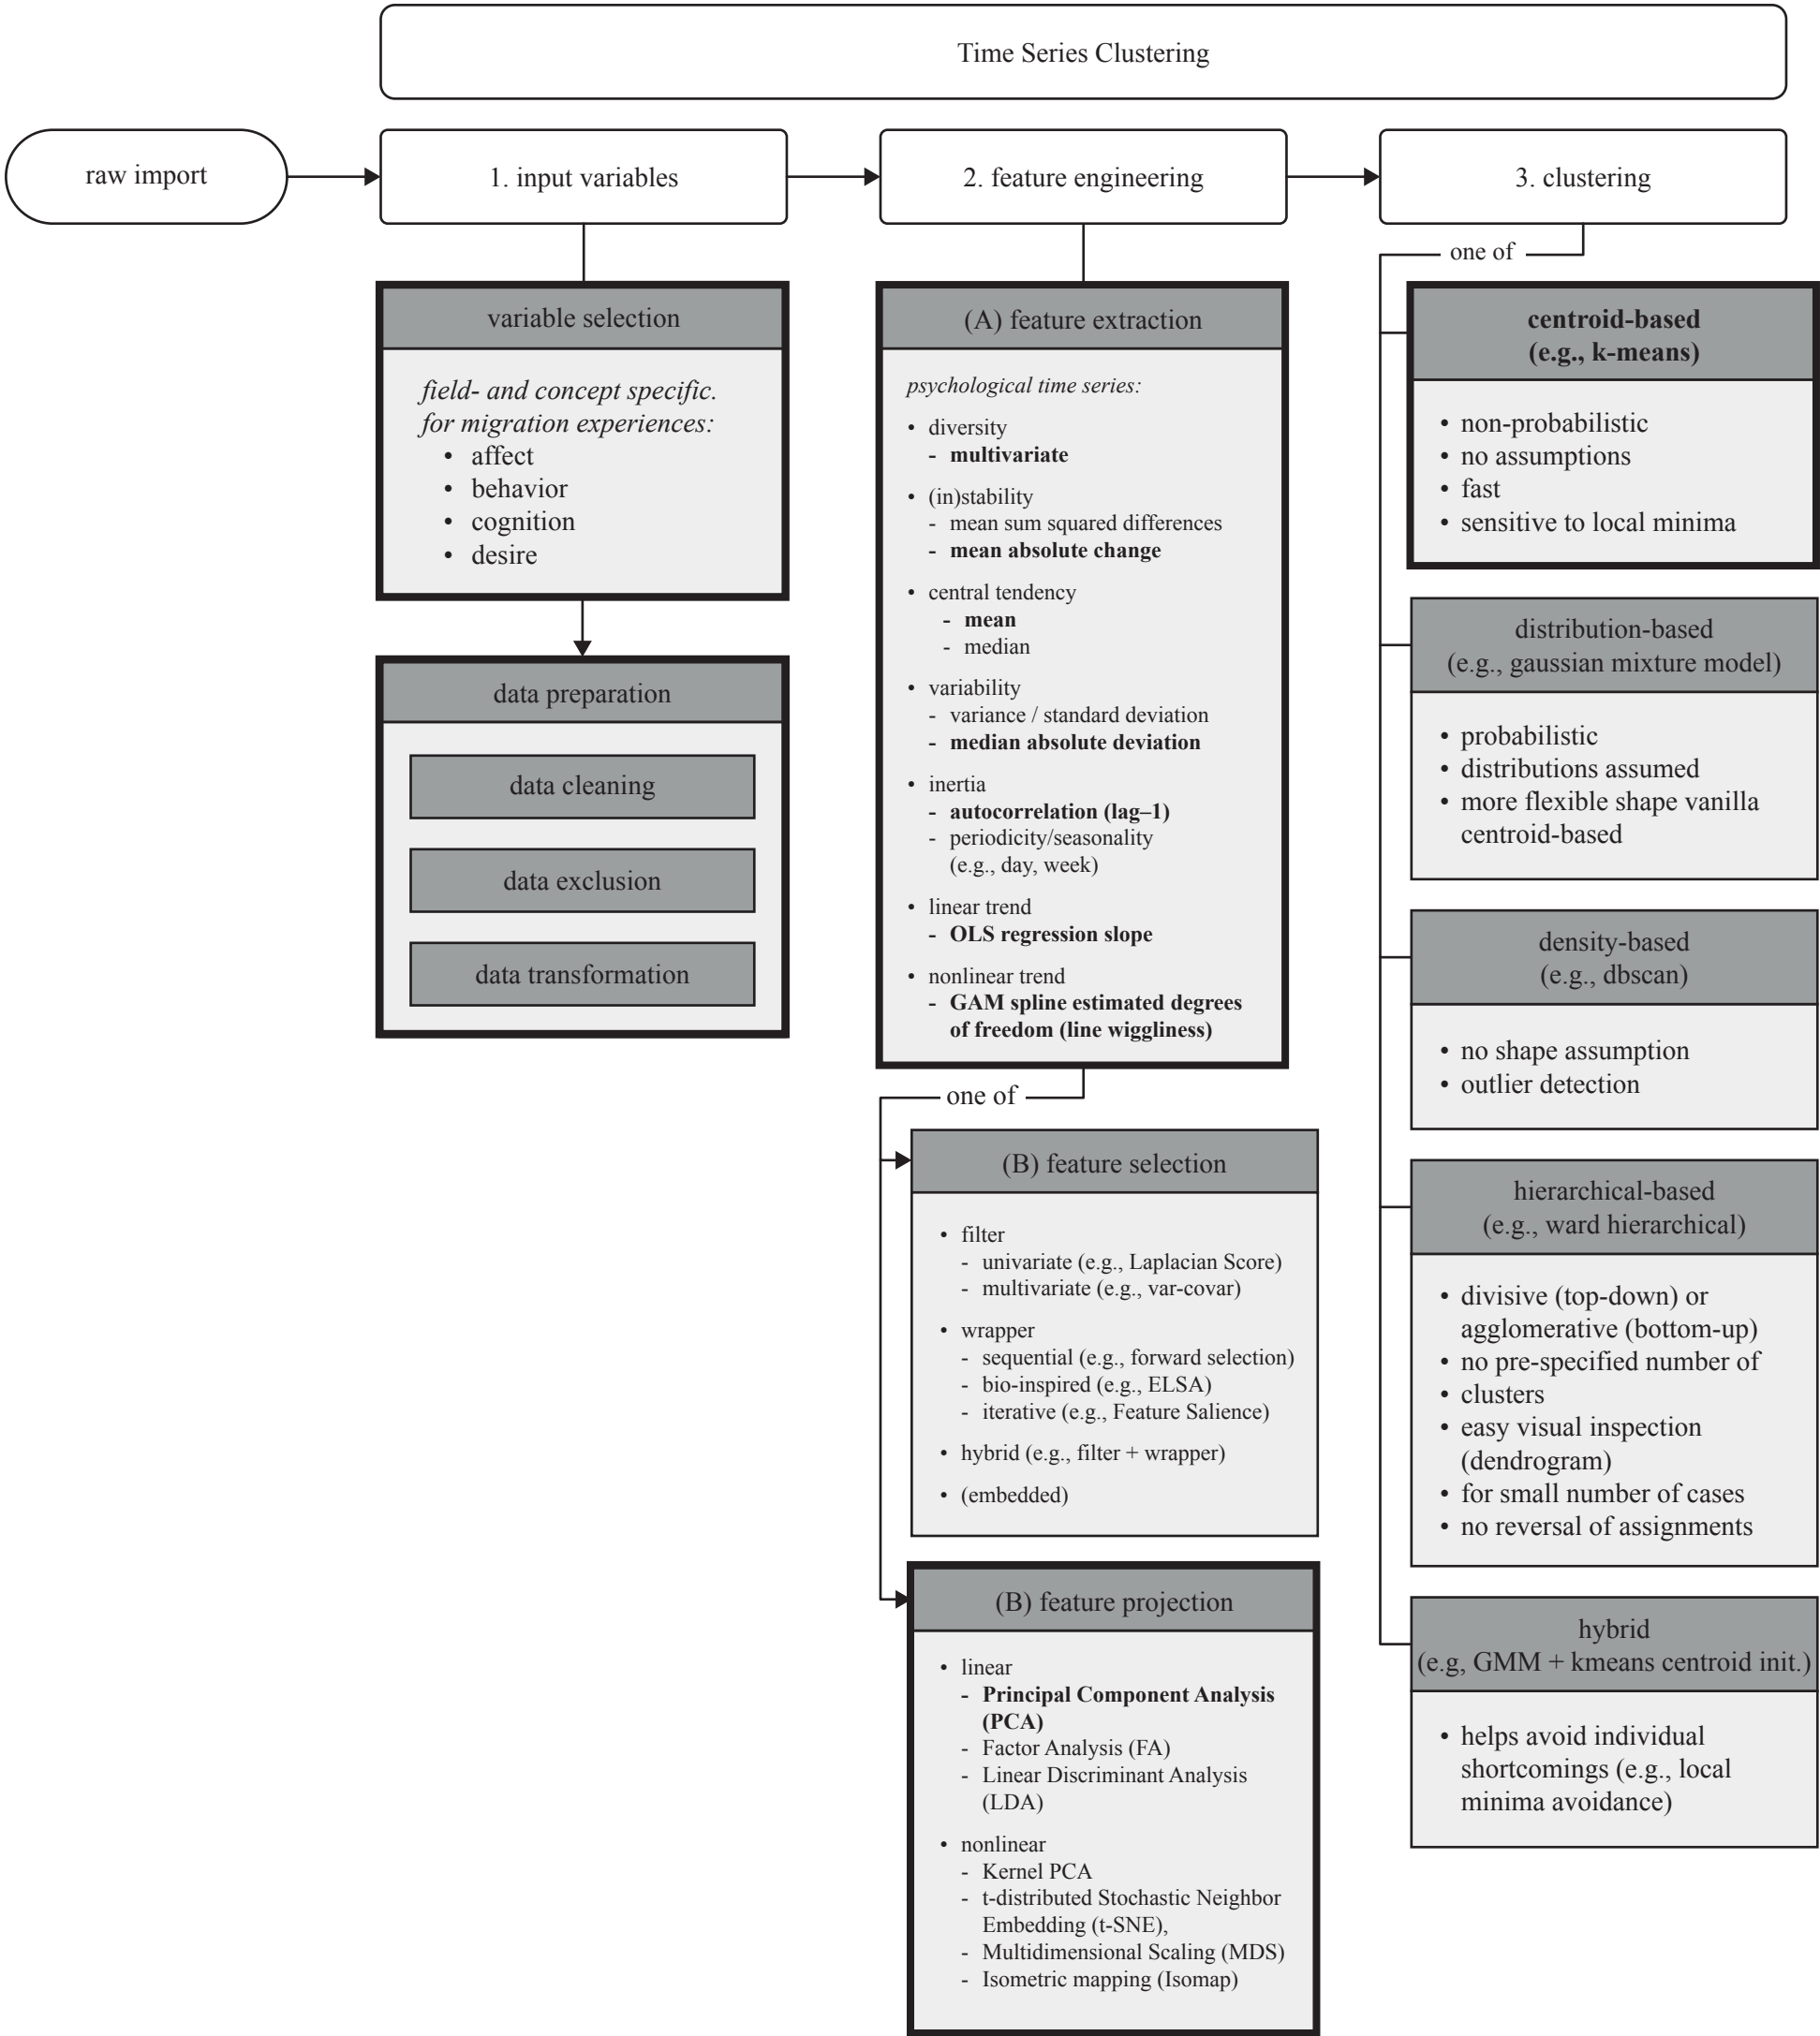 Time Series Clustering
raw import
1. input variables
2. feature engineering
3. clustering
variable selection
field- and concept specific.
for migration experiences:
• affect
• behavior
• cognition
• desire
data preparation
data cleaning
data exclusion
data transformation
(A) feature extraction
psychological time series:
• diversity
- multivariate
• (in)stability
- mean sum squared differences
- mean absolute change
• central tendency
- mean
- median
• variability
- variance / standard deviation
- median absolute deviation
• inertia
- autocorrelation (lag–1)
- periodicity/seasonality
(e.g., day, week)
• linear trend
- OLS regression slope
• nonlinear trend
- GAM spline estimated degrees
of freedom (line wiggliness)
one of
(B) feature selection
• filter
- univariate (e.g., Laplacian Score)
- multivariate (e.g., var-covar)
• wrapper
- sequential (e.g., forward selection)
- bio-inspired (e.g., ELSA)
- iterative (e.g., Feature Salience)
• hybrid (e.g., filter + wrapper)
• (embedded)
(B) feature projection
• linear
- Principal Component Analysis
(PCA)
- Factor Analysis (FA)
- Linear Discriminant Analysis
(LDA)
• nonlinear
- Kernel PCA
- t-distributed Stochastic Neighbor
Embedding (t-SNE),
- Multidimensional Scaling (MDS)
- Isometric mapping (Isomap)
one of
centroid-based
(e.g., k-means)
• non-probabilistic
• no assumptions
• fast
• sensitive to local minima
distribution-based
(e.g., gaussian mixture model)
• probabilistic
• distributions assumed
• more flexible shape vanilla
centroid-based
density-based
(e.g., dbscan)
• no shape assumption
• outlier detection
hierarchical-based
(e.g., ward hierarchical)
• divisive (top-down) or
agglomerative (bottom-up)
• no pre-specified number of
• clusters
• easy visual inspection
(dendrogram)
• for small number of cases
• no reversal of assignments
hybrid
(e.g, GMM + kmeans centroid init.)
• helps avoid individual
shortcomings (e.g., local
minima avoidance)